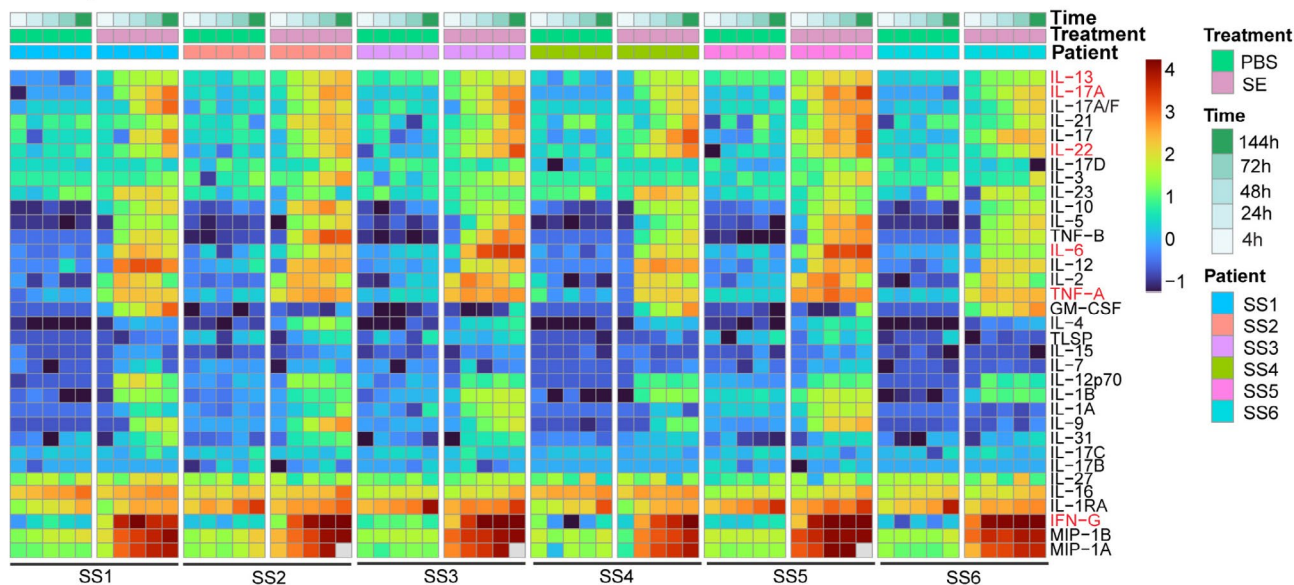 Time
Treatment
Patient
IL-13
IL-17A
IL-17A/F
IL-21
IL-17
IL-22
IL-17D
IL-3
IL-23
IL-10
IL-5
TNF-B
IL-6
IL-12
IL-2
TNF-A
GM-CSF
IL-4
TLSP
IL-15
IL-7
IL-12p70
IL-1B
IL-1A
IL-9
IL-31
IL-17C
IL-17B
IL-27
IL-16
IL-1RA
IFN-G
MIP-1B
MIP-1A
SS1 SS2 SS3 SS4 SS5 SS6
4
3
2
1
0
−1
Treatment
PBS
SE
Time
144h
72h
48h
24h
4h
Patient
SS1
SS2
SS3
SS4
SS5
SS6